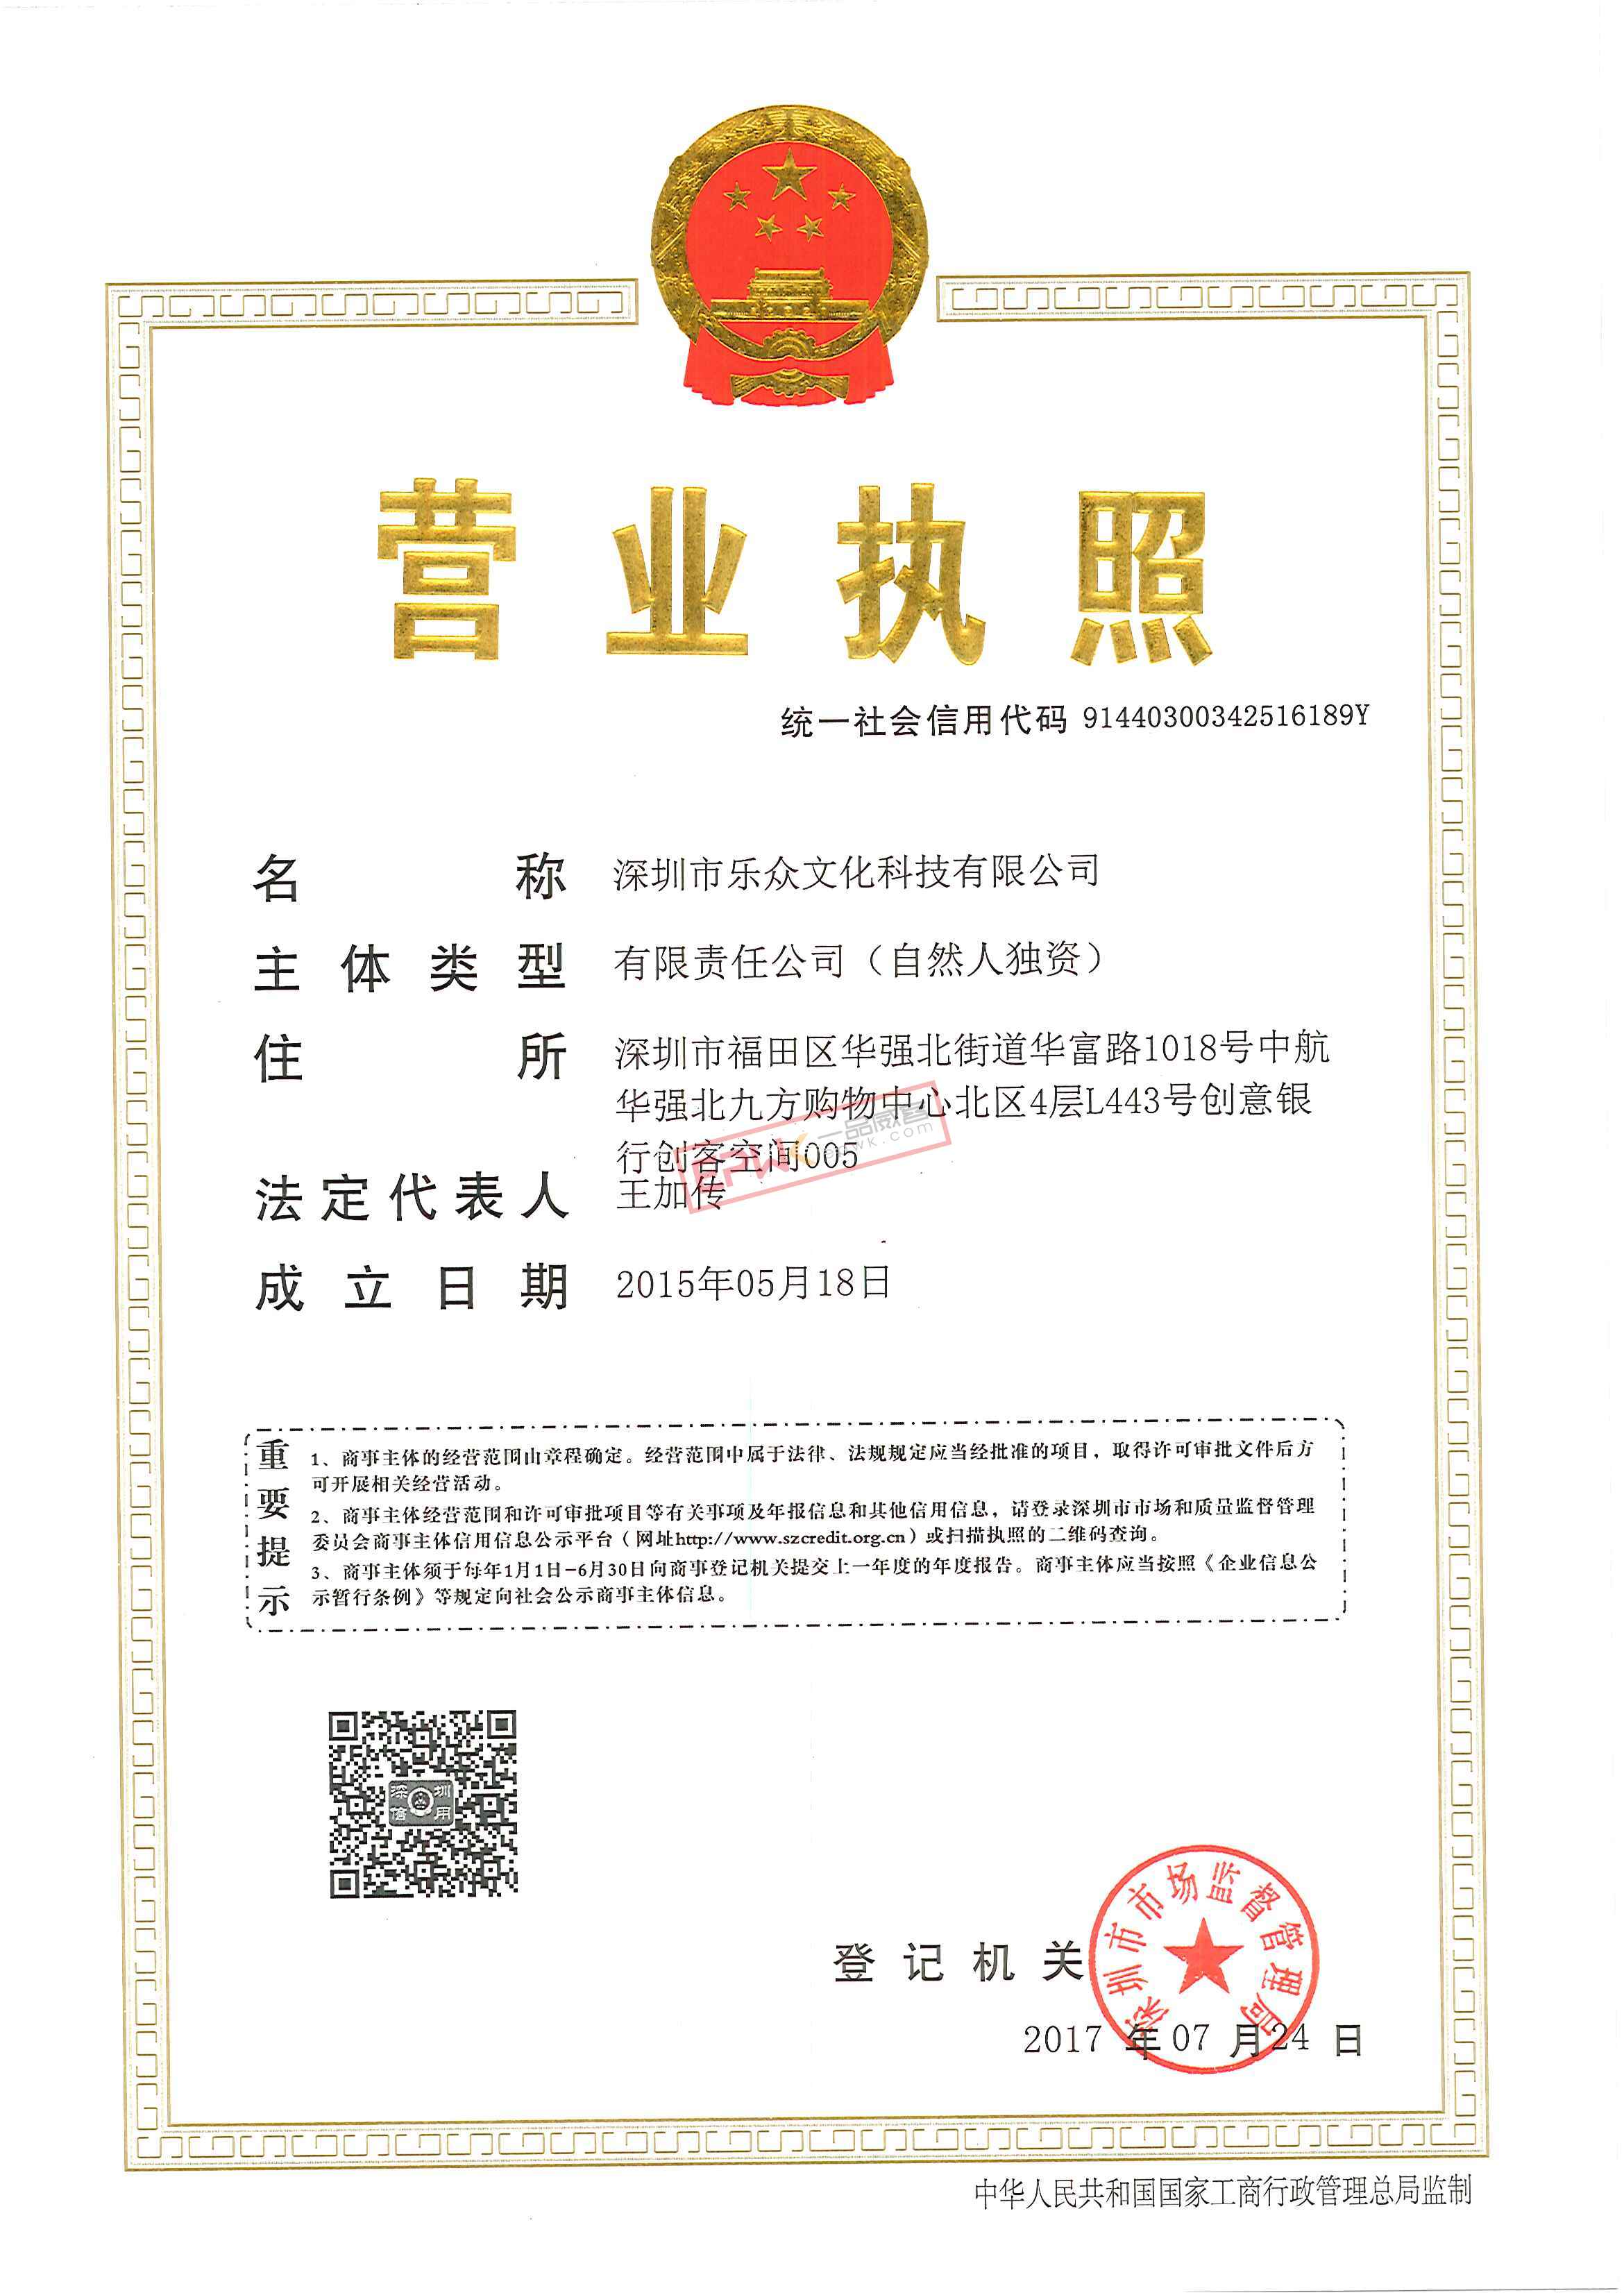 营业执照
统一社会信用代码 91440300342516189Y
名称 深圳市乐众文化科技有限公司
主体类型 有限责任公司（自然人独资）
住所 深圳市福田区华强北街道华富路1018号中航
华强北九方购物中心北区4层L443号创意银
行创客空间005
EPWK一品威客
epwk.com
法定代表人 王加传
成立日期 2015年05月18日
重要提示
1、商事主体的经营范围由章程确定。经营范围中属于法律、法规规定应当经批准的项目，取得许可审批文件后方
可开展相关经营活动。
2、商事主体经营范围和许可审批项目等有关事项及年报信息和其他信用信息，请登录深圳市市场和质量监督管理
委员会商事主体信用信息公示平台（网址http://www.szcredit.org.cn）或扫描执照的二维码查询。
3、商事主体须于每年1月1日-6月30日向商事登记机关提交上一年度的年度报告。商事主体应当按照《企业信息公
示暂行条例》等规定向社会公示商事主体信息。
深圳
信用
登记机关
深圳市市场监督管理局
2017 年 07 月 24 日
中华人民共和国国家工商行政管理总局监制